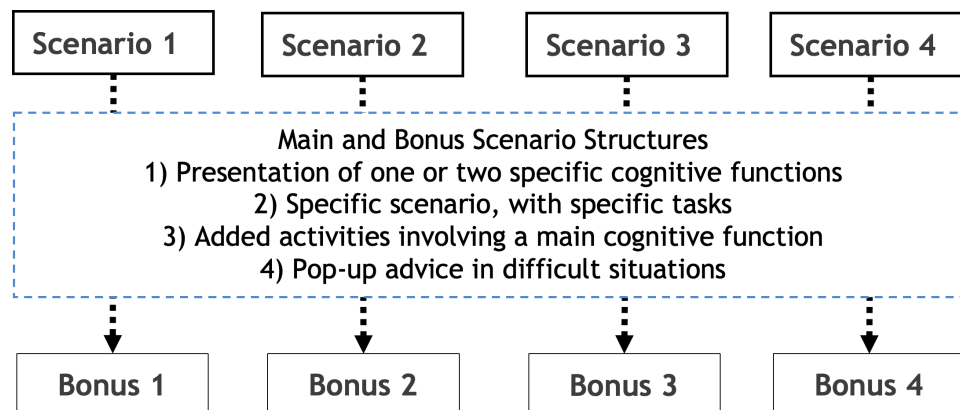 Scenario 1
Scenario 2
Scenario 3
Scenario 4
Main and Bonus Scenario Structures
1) Presentation of one or two specific cognitive functions
2) Specific scenario, with specific tasks
3) Added activities involving a main cognitive function
4) Pop-up advice in difficult situations
Bonus 1
Bonus 2
Bonus 3
Bonus 4